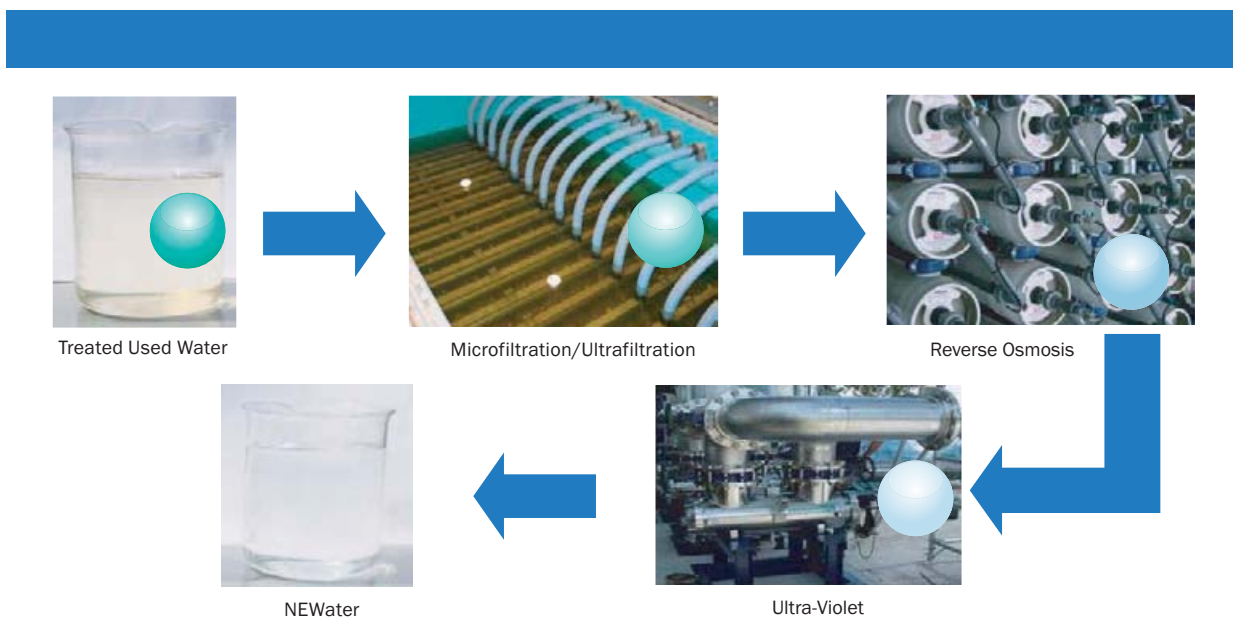 Treated Used Water
Microfiltration/Ultrafiltration
Reverse Osmosis
Ultra-Violet
NEWater